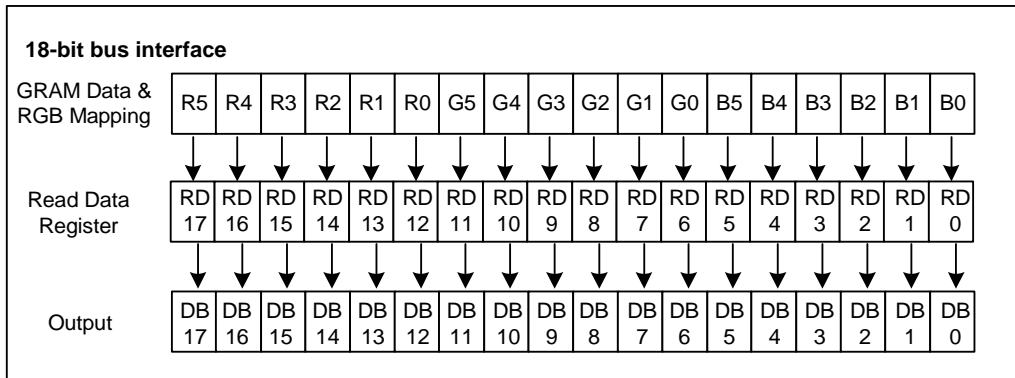 18-bit bus interface
GRAM Data &
RGB Mapping
R5 R4 R3 R2 R1 R0 G5 G4 G3 G2 G1 G0 B5 B4 B3 B2 B1 B0
Read Data
Register
RD RD RD RD RD RD RD RD RD RD RD RD RD RD RD RD RD RD
17 16 15 14 13 12 11 10 9 8 7 6 5 4 3 2 1 0
Output
DB DB DB DB DB DB DB DB DB DB DB DB DB DB DB DB DB DB
17 16 15 14 13 12 11 10 9 8 7 6 5 4 3 2 1 0